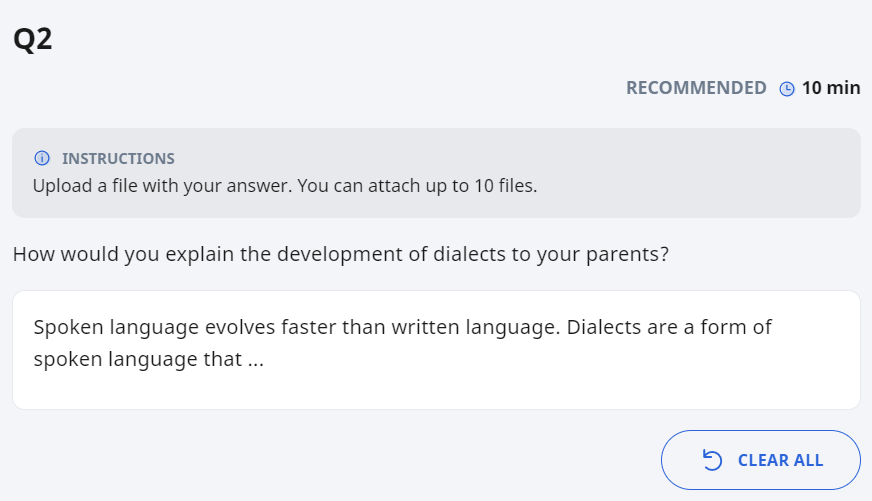 Q2
RECOMMENDED 10 min
INSTRUCTIONS
Upload a file with your answer. You can attach up to 10 files.
How would you explain the development of dialects to your parents?
Spoken language evolves faster than written language. Dialects are a form of
spoken language that ...
CLEAR ALL